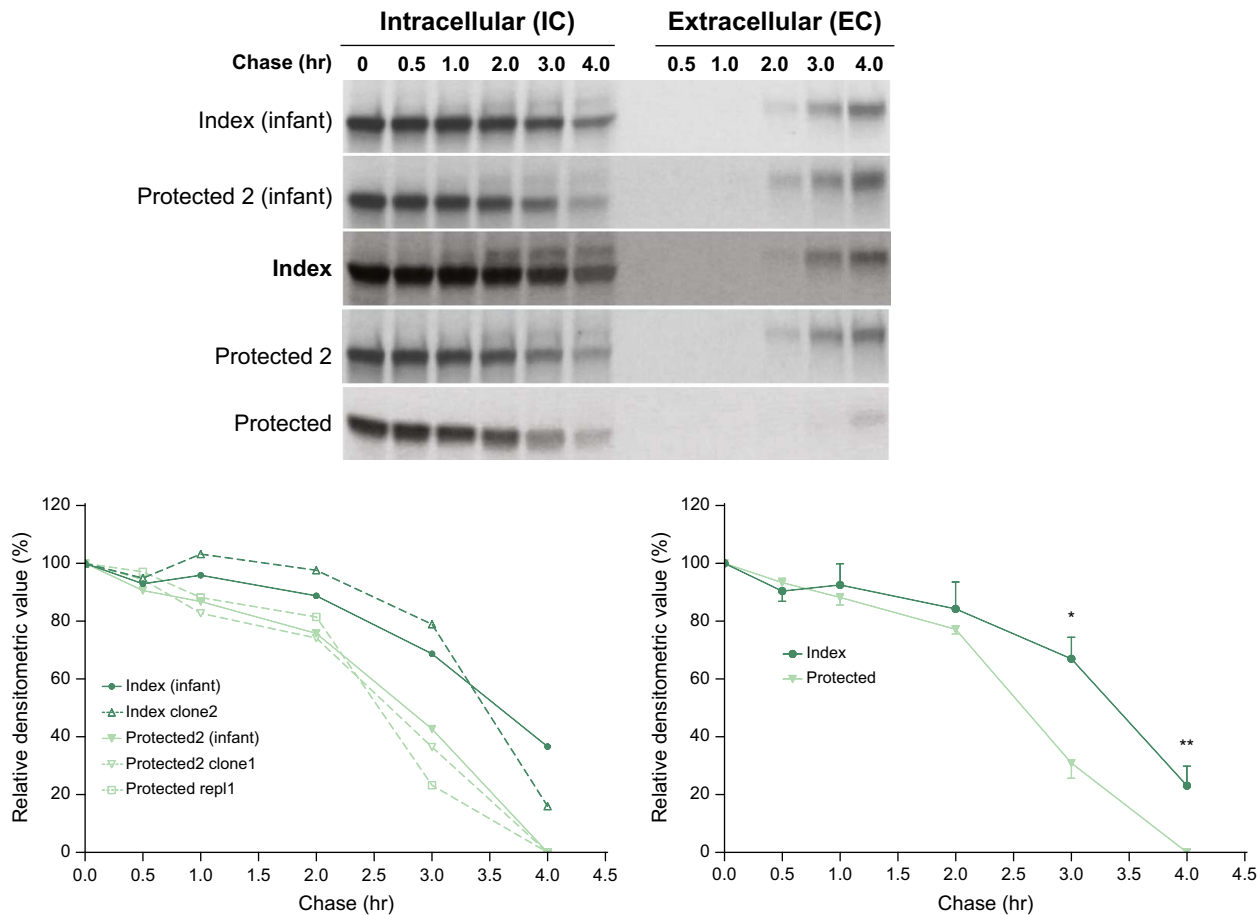 Intracellular (IC) Extracellular (EC)
Chase (hr) 0 0.5 1.0 2.0 3.0 4.0 0.5 1.0 2.0 3.0 4.0
Index (infant)
Protected 2 (infant)
Index
Protected 2
Protected
Relative densitometric value (%)
120
100
80
60
40
20
0
Index (infant)
Index clone2
Protected2 (infant)
Protected2 clone1
Protected repl1
0.0 0.5 1.0 1.5 2.0 2.5 3.0 3.5 4.0 4.5
Chase (hr)
Relative densitometric value (%)
120
100
80
60
40
20
0
*
**
Index
Protected
0.0 0.5 1.0 1.5 2.0 2.5 3.0 3.5 4.0 4.5
Chase (hr)